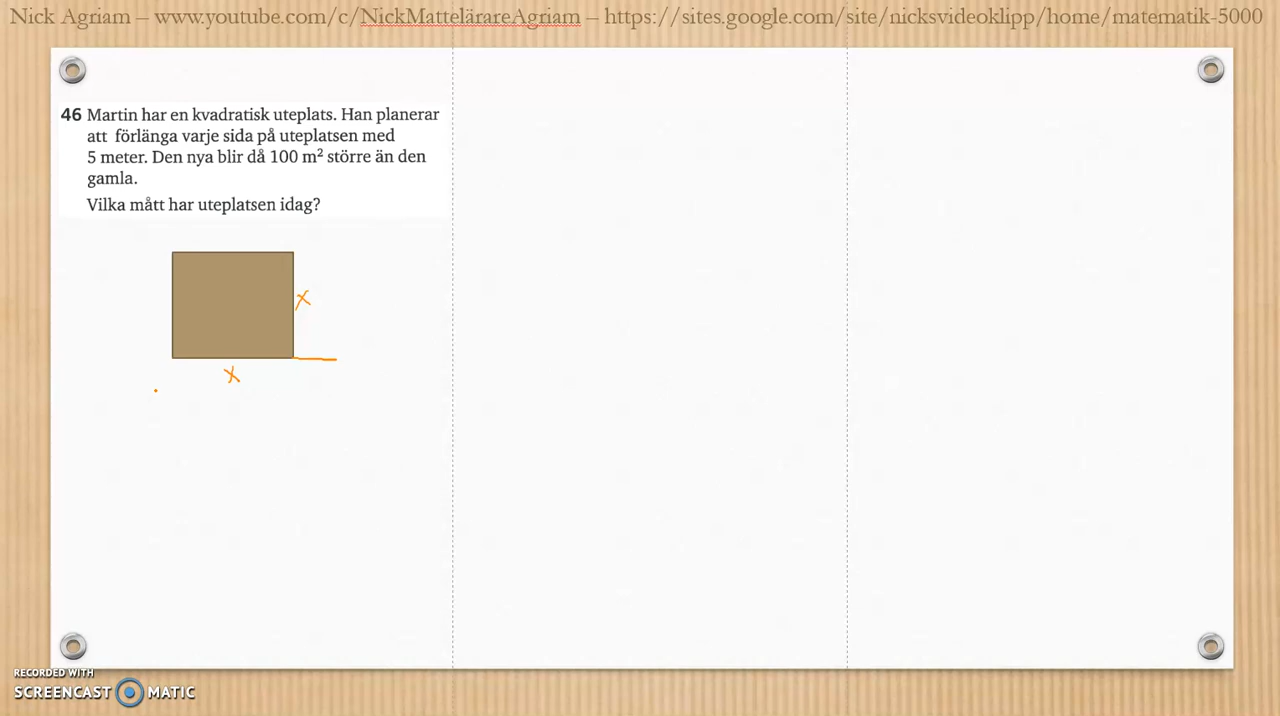 Nick Agriam – www.youtube.com/c/NickMattelärareAgriam – https://sites.google.com/site/nicksvideoklipp/home/matematik-5000
46 Martin har en kvadratisk uteplats. Han planerar
att förlänga varje sida på uteplatsen med
5 meter. Den nya blir då 100 m² större än den
gamla.
Vilka mått har uteplatsen idag?
x
x
RECORDED WITH
SCREENCAST MATIC